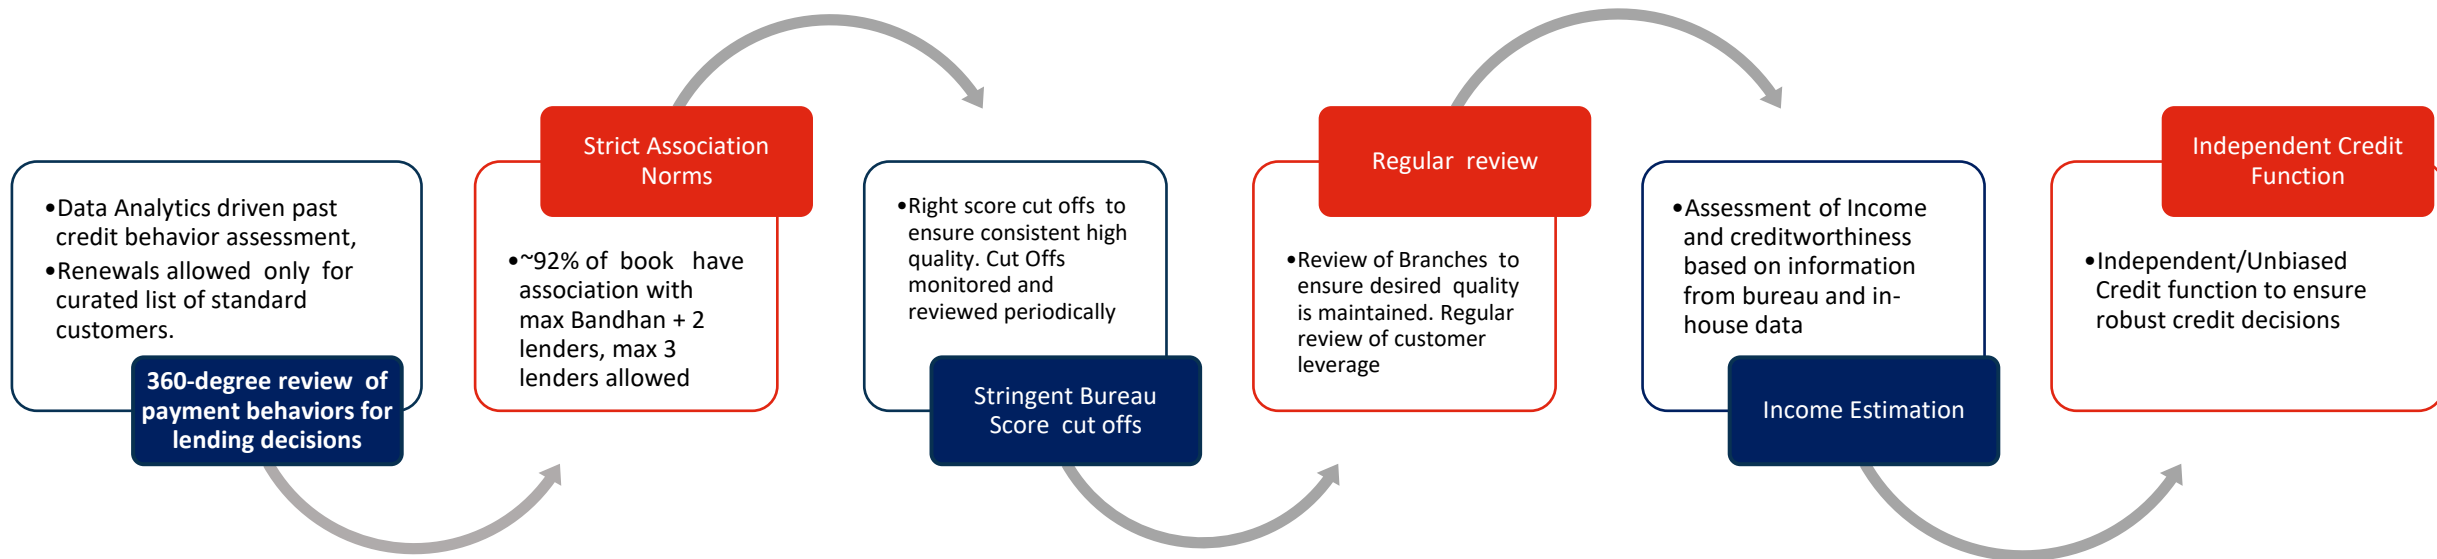 •Data Analytics driven past
credit behavior assessment,
•Renewals allowed only for
curated list of standard
customers.
360-degree review of
payment behaviors for
lending decisions
Strict Association
Norms
•~92% of book have
association with
max Bandhan + 2
lenders, max 3
lenders allowed
•Right score cut offs to
ensure consistent high
quality. Cut Offs
monitored and
reviewed periodically
Stringent Bureau
Score cut offs
Regular review
•Review of Branches to
ensure desired quality
is maintained. Regular
review of customer
leverage
•Assessment of Income
and creditworthiness
based on information
from bureau and in-
house data
Income Estimation
Independent Credit
Function
•Independent/Unbiased
Credit function to ensure
robust credit decisions